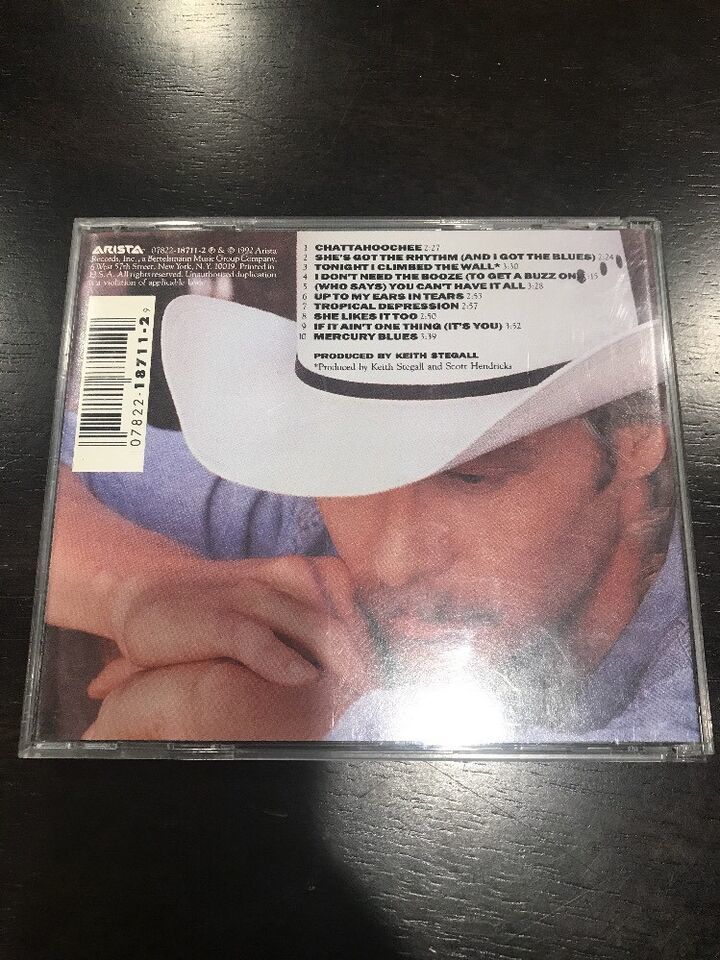 ARISTA 07822-18711-2 ℗ & © 1992 Arista
Records, Inc., a Bertelsmann Music Group Company,
6 West 57th Street, New York, N.Y. 10019. Printed in
U.S.A. All rights reserved. Unauthorized duplication
is a violation of applicable laws.
07822-18711-2 9
1 CHATTAHOOCHEE 2:27
2 SHE'S GOT THE RHYTHM (AND I GOT THE BLUES) 2:24
3 TONIGHT I CLIMBED THE WALL* 3:30
4 I DON'T NEED THE BOOZE (TO GET A BUZZ ON) :15
5 (WHO SAYS) YOU CAN'T HAVE IT ALL 3:28
6 UP TO MY EARS IN TEARS 2:53
7 TROPICAL DEPRESSION 2:57
8 SHE LIKES IT TOO 2:50
9 IF IT AIN'T ONE THING (IT'S YOU) 3:52
10 MERCURY BLUES 3:39
PRODUCED BY KEITH STEGALL
*Produced by Keith Stegall and Scott Hendricks